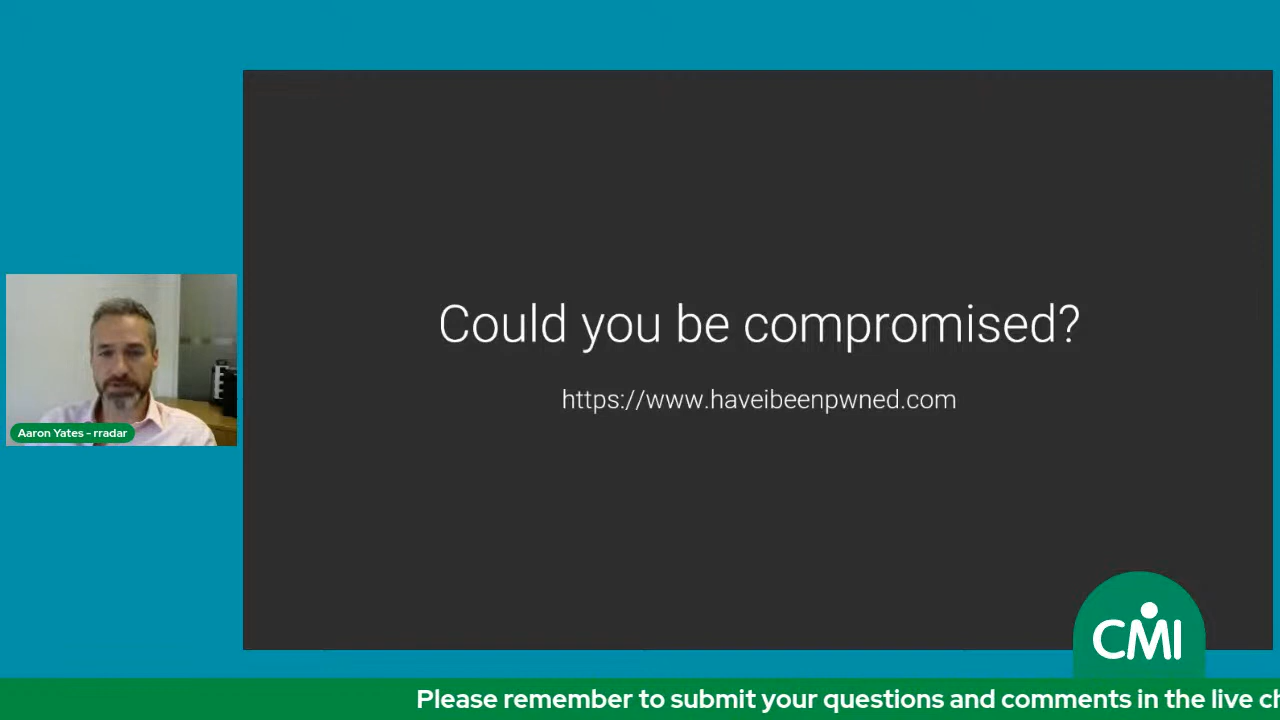 Could you be compromised?
https://www.haveibeenpwned.com
Aaron Yates - rradar
CMI
Please remember to submit your questions and comments in the live ch